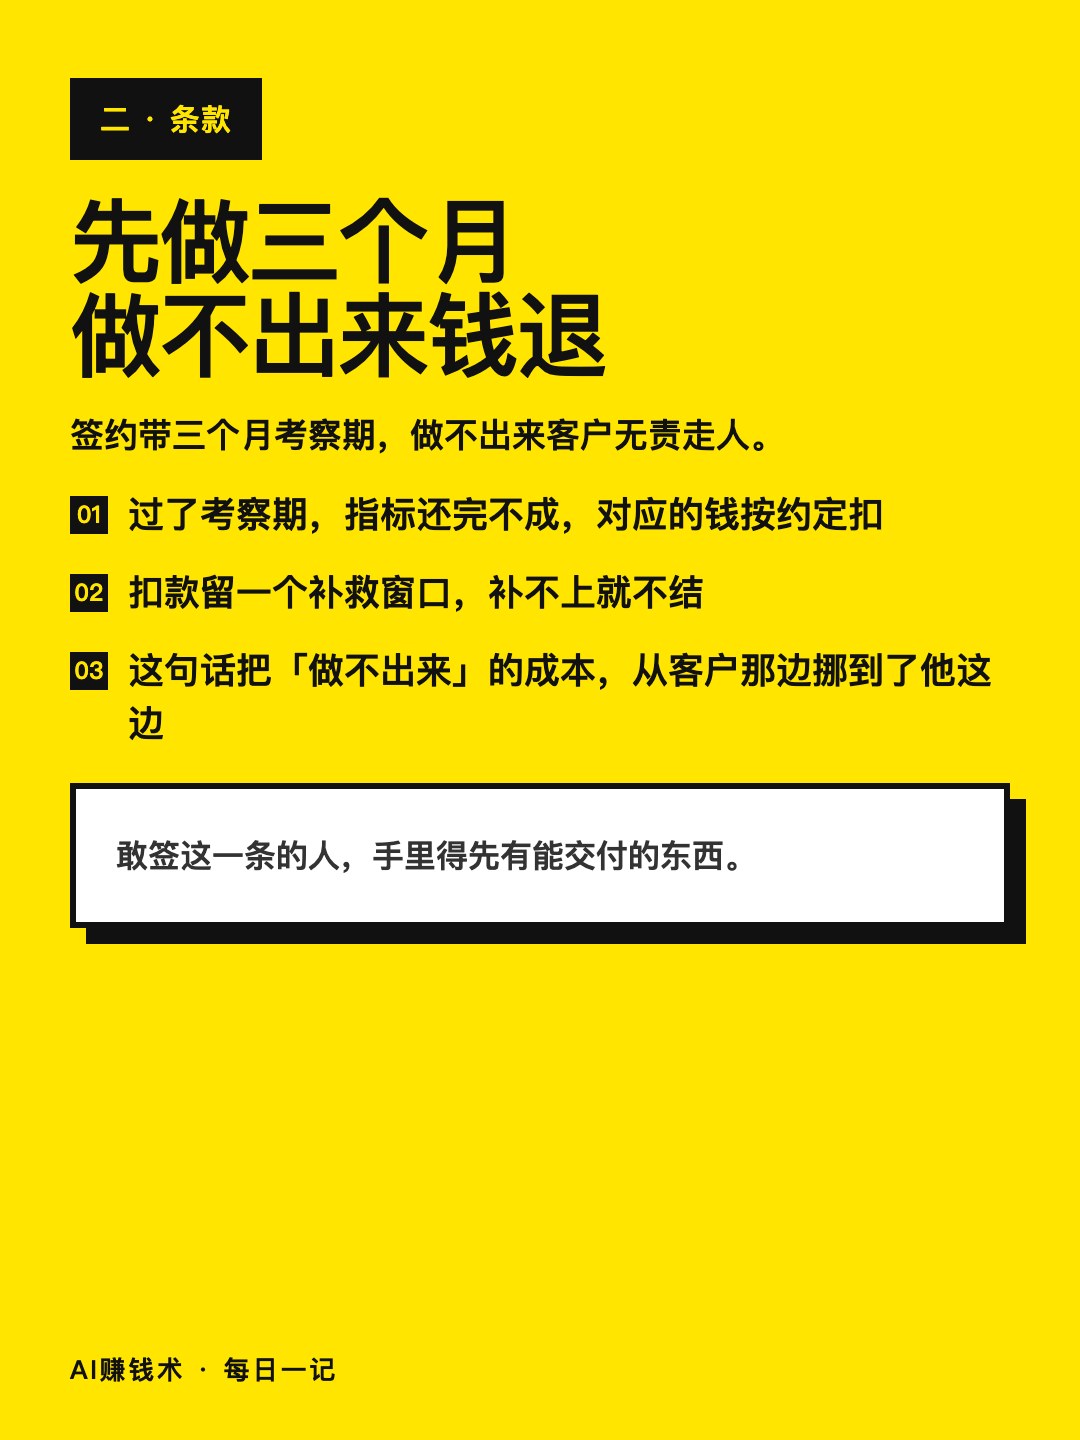 二 · 条款
先做三个月
做不出来钱退
签约带三个月考察期，做不出来客户无责走人。
01 过了考察期，指标还完不成，对应的钱按约定扣
02 扣款留一个补救窗口，补不上就不结
03 这句话把「做不出来」的成本，从客户那边挪到了他这
边
敢签这一条的人，手里得先有能交付的东西。
AI赚钱术 · 每日一记